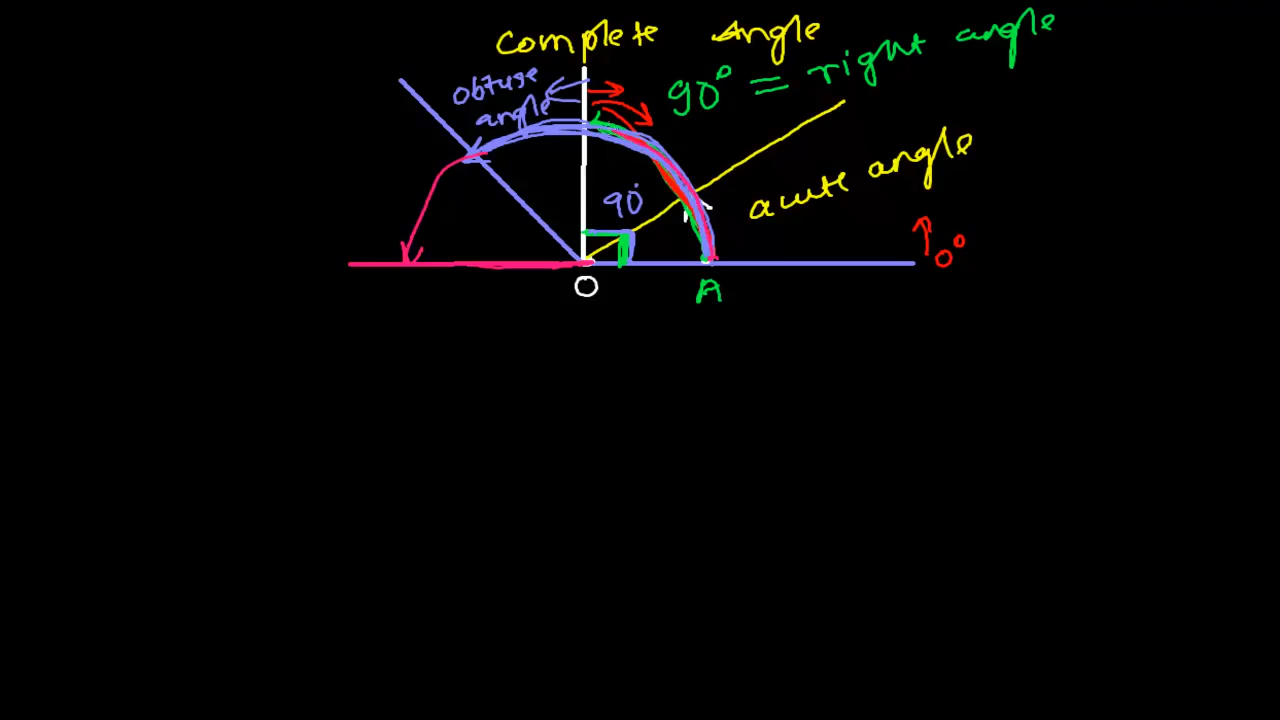 complete Angle
90° = right angle
obtuse
angle
acute angle
90°
0°
O
A